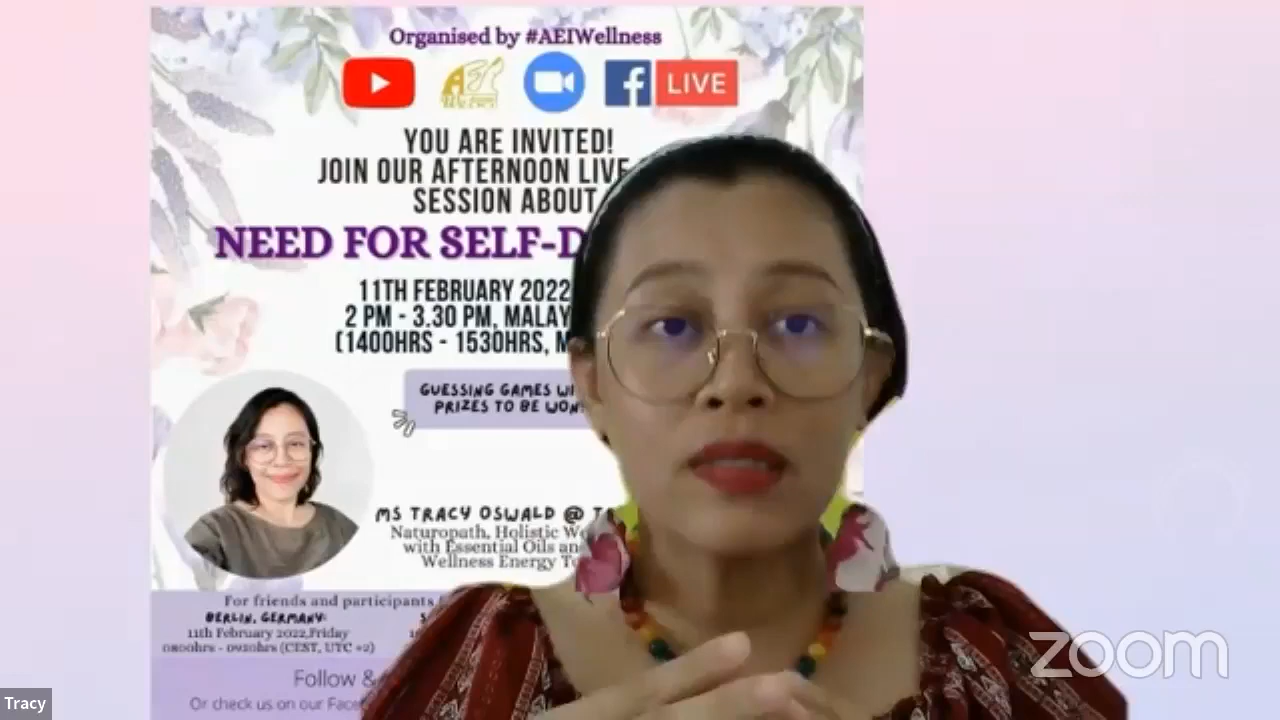 Organised by #AEIWellness
LIVE
YOU ARE INVITED!
JOIN OUR AFTERNOON LIVE
SESSION ABOUT
NEED FOR SELF-
11TH FEBRUARY 2022
2 PM - 3.30 PM,
(1400HRS - 1530HRS,
GUESSING GAMES
PRIZES TO BE WON
MS TRACY OSWALD @
Naturopath, Holistic
with Essential Oils
Wellness Energy
For friends and participants
BERLIN, GERMANY:
11th February 2022,Friday
0800hrs - 0930hrs (CEST, UTC +2)
Follow &
Or check us on our
zoom
Tracy